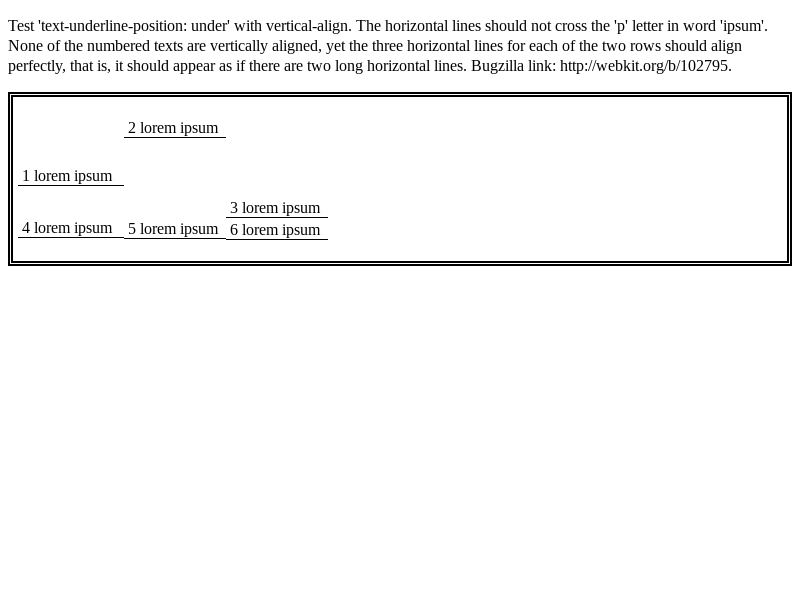 Test 'text-underline-position: under' with vertical-align. The horizontal lines should not cross the 'p' letter in word 'ipsum'.
None of the numbered texts are vertically aligned, yet the three horizontal lines for each of the two rows should align
perfectly, that is, it should appear as if there are two long horizontal lines. Bugzilla link: http://webkit.org/b/102795.
2 lorem ipsum
1 lorem ipsum
3 lorem ipsum
4 lorem ipsum 5 lorem ipsum 6 lorem ipsum